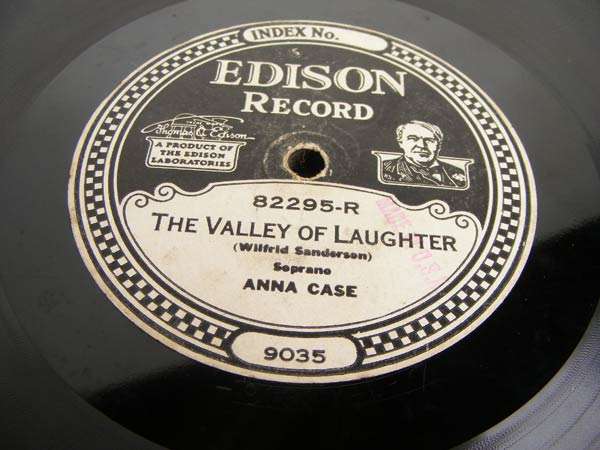 INDEX No.
EDISON
RECORD
Thomas A Edison
A PRODUCT OF
THE EDISON
LABORATORIES
82295-R
THE VALLEY OF LAUGHTER
(Wilfrid Sanderson)
Soprano
ANNA CASE
9035